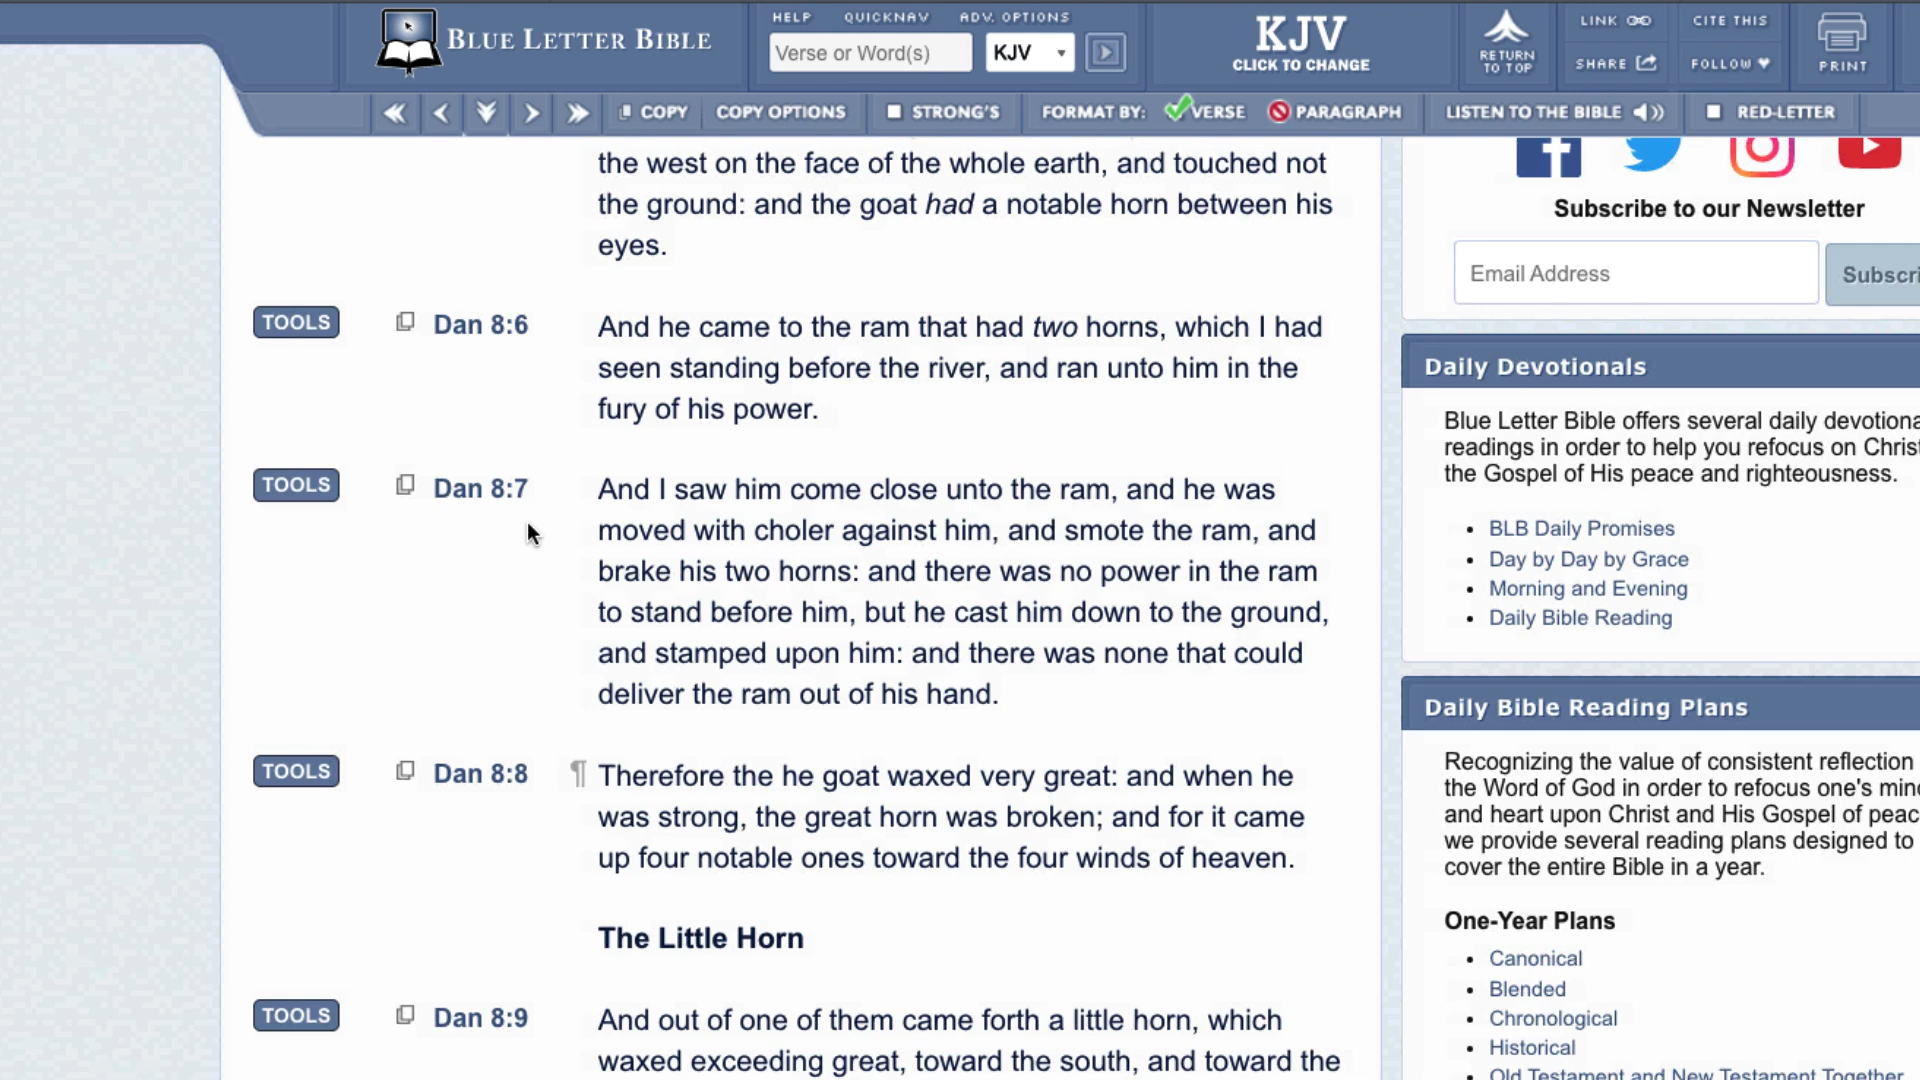 BLUE LETTER BIBLE
HELP QUICKNAV ADV. OPTIONS
Verse or Word(s) KJV
KJV
CLICK TO CHANGE
RETURN
TO TOP
LINK
SHARE
CITE THIS
FOLLOW
PRINT
COPY COPY OPTIONS STRONG'S FORMAT BY: VERSE PARAGRAPH LISTEN TO THE BIBLE RED-LETTER
the west on the face of the whole earth, and touched not
the ground: and the goat had a notable horn between his
eyes.
TOOLS Dan 8:6 And he came to the ram that had two horns, which I had
seen standing before the river, and ran unto him in the
fury of his power.
TOOLS Dan 8:7 And I saw him come close unto the ram, and he was
moved with choler against him, and smote the ram, and
brake his two horns: and there was no power in the ram
to stand before him, but he cast him down to the ground,
and stamped upon him: and there was none that could
deliver the ram out of his hand.
TOOLS Dan 8:8 ¶ Therefore the he goat waxed very great: and when he
was strong, the great horn was broken; and for it came
up four notable ones toward the four winds of heaven.
The Little Horn
TOOLS Dan 8:9 And out of one of them came forth a little horn, which
waxed exceeding great, toward the south, and toward the
Subscribe to our Newsletter
Email Address Subscri
Daily Devotionals
Blue Letter Bible offers several daily devotiona
readings in order to help you refocus on Christ
the Gospel of His peace and righteousness.
• BLB Daily Promises
• Day by Day by Grace
• Morning and Evening
• Daily Bible Reading
Daily Bible Reading Plans
Recognizing the value of consistent reflection
the Word of God in order to refocus one's mind
and heart upon Christ and His Gospel of peac
we provide several reading plans designed to
cover the entire Bible in a year.
One-Year Plans
• Canonical
• Blended
• Chronological
• Historical
• Old Testament and New Testament Together